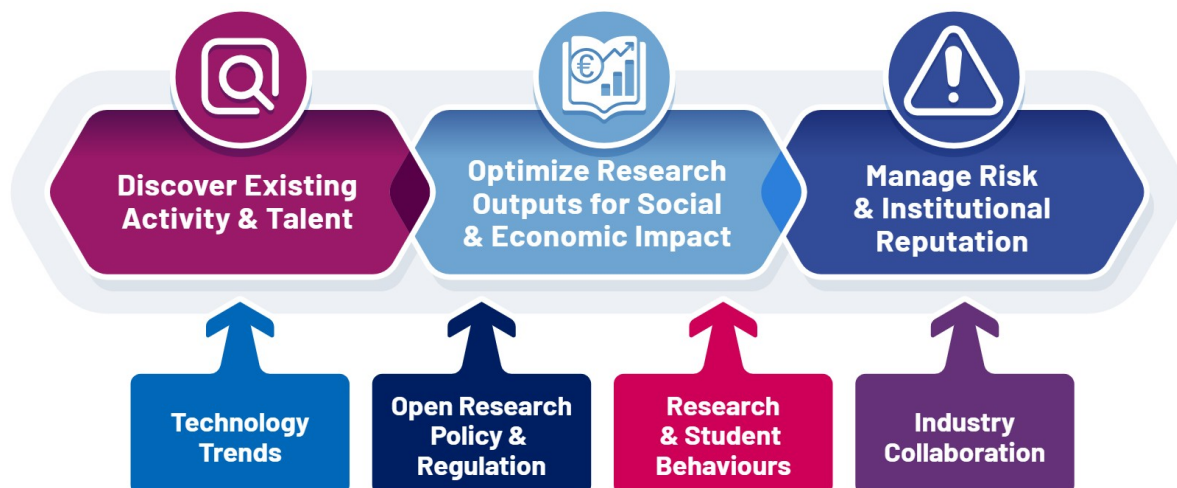 €
Discover Existing
Activity & Talent
Optimize Research
Outputs for Social
& Economic Impact
Manage Risk
& Institutional
Reputation
Technology
Trends
Open Research
Policy &
Regulation
Research
& Student
Behaviours
Industry
Collaboration